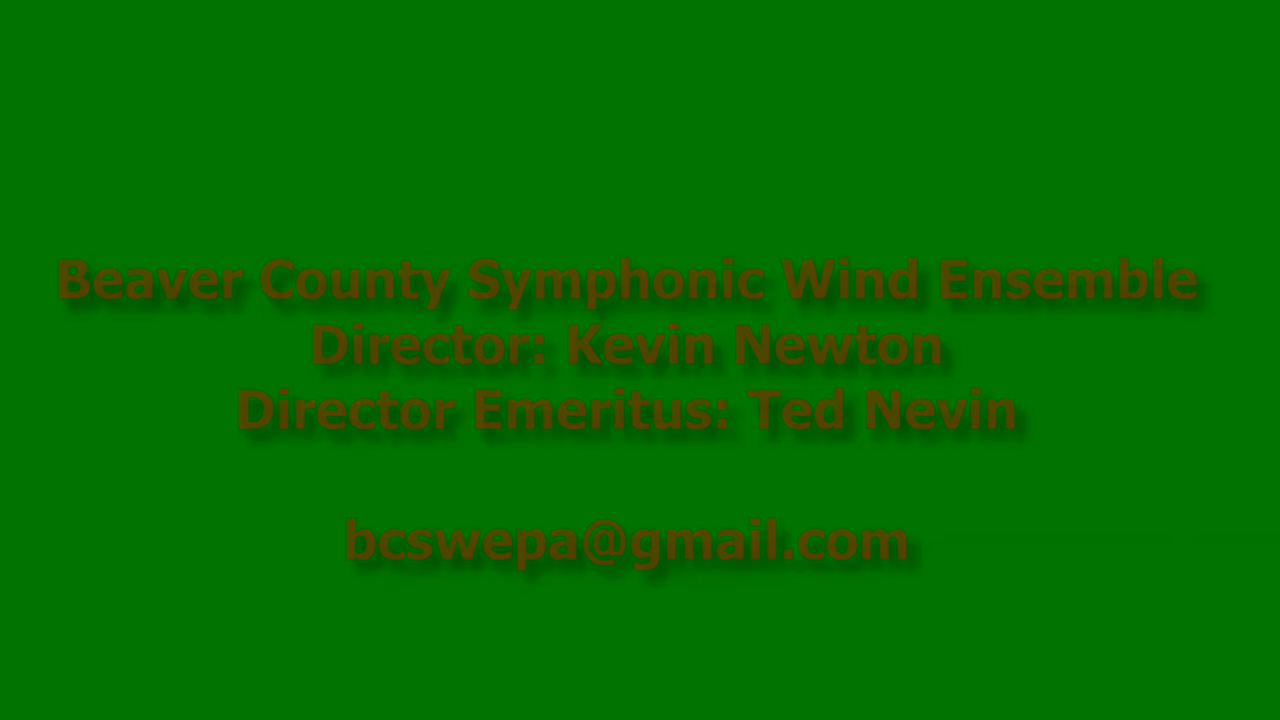 Beaver County Symphonic Wind Ensemble
Director: Kevin Newton
Director Emeritus: Ted Nevin
bcswepa@gmail.com